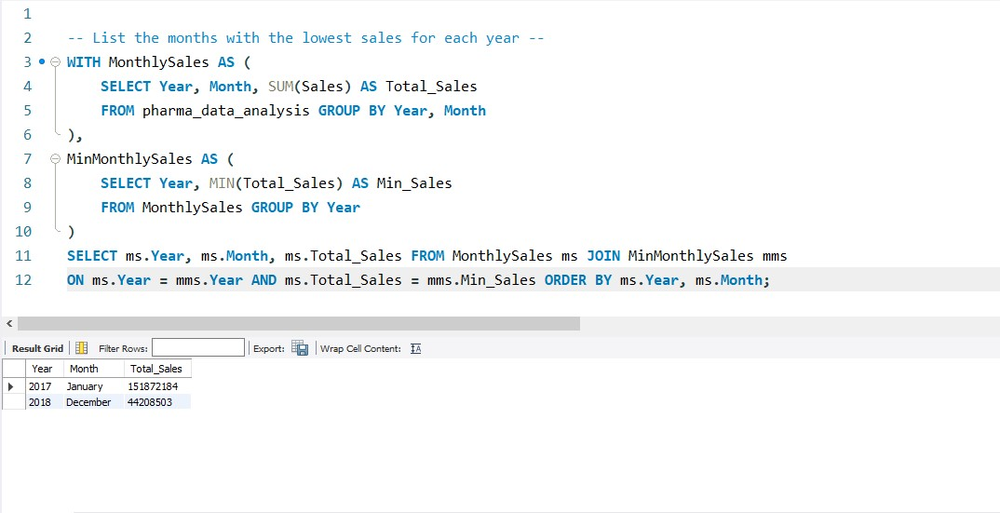 1
2 -- List the months with the lowest sales for each year --
3 WITH MonthlySales AS (
4 SELECT Year, Month, SUM(Sales) AS Total_Sales
5 FROM pharma_data_analysis GROUP BY Year, Month
6 ),
7 MinMonthlySales AS (
8 SELECT Year, MIN(Total_Sales) AS Min_Sales
9 FROM MonthlySales GROUP BY Year
10 )
11 SELECT ms.Year, ms.Month, ms.Total_Sales FROM MonthlySales ms JOIN MinMonthlySales mms
12 ON ms.Year = mms.Year AND ms.Total_Sales = mms.Min_Sales ORDER BY ms.Year, ms.Month;
Result Grid Filter Rows: Export: Wrap Cell Content: IA
Year Month Total_Sales
2017 January 151872184
2018 December 44208503